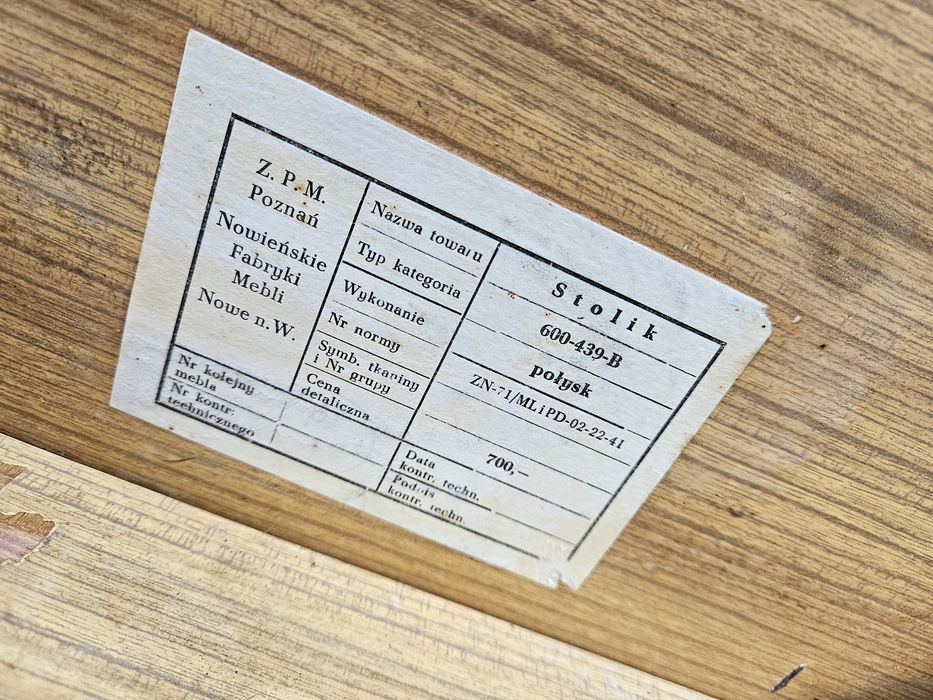 Z. P. M.
Poznań
Nowieńskie
Fabryki
Mebli
Nowe n. W.
Nazwa towaru
Stolik
Typ kategoria
600-439-B
Wykonanie
połysk
Nr normy
ZN-71/MLiPD-02-22-41
Symb. tkaniny
i Nr grupy
Cena
detaliczna
700,—
Nr kolejny
mebla
Nr kontr.
technicznego
Data
kontr. techn.
Podpis
kontr. techn.